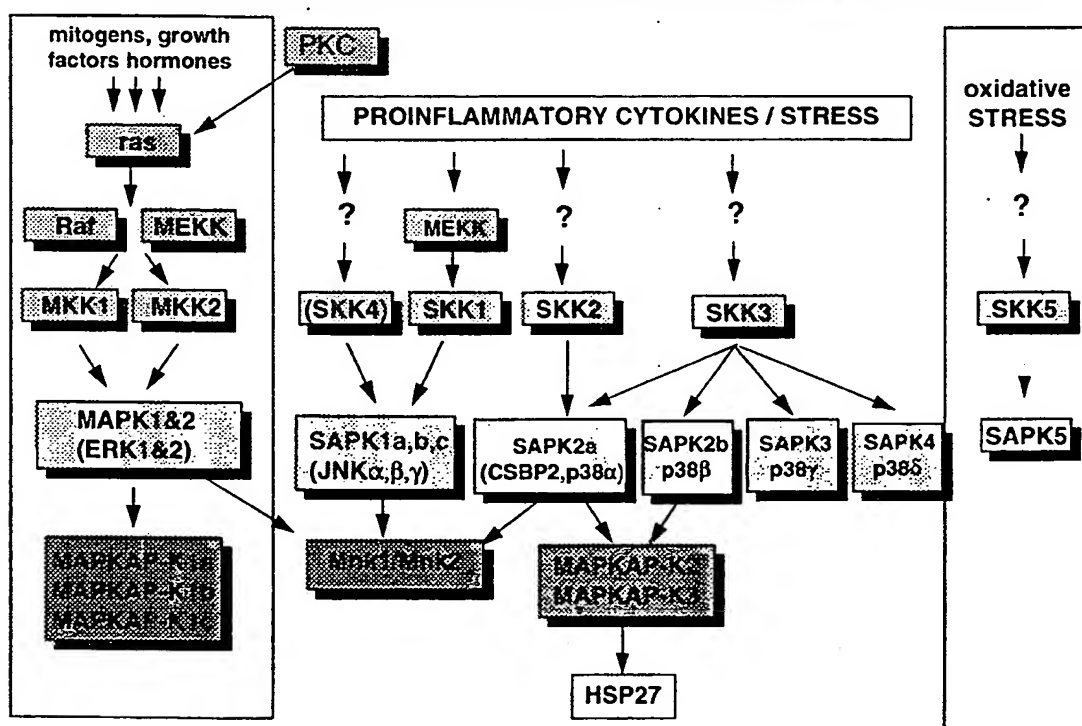 mitogens, growth
factors hormones
PKC
ras
Raf
MEKK
MKK1
MKK2
MAPK1&2
(ERK1&2)
MAPKAP-K1a
MAPKAP-K1b
MAPKAP-K1c
PROINFLAMMATORY CYTOKINES / STRESS
?
MEKK
?
?
(SKK4)
SKK1
SKK2
SKK3
SAPK1a,b,c
(JNKα,β,γ)
SAPK2a
(CSBP2,p38α)
SAPK2b
p38β
SAPK3
p38γ
SAPK4
p38δ
Mnk1/Mnk2
MAPKAP-K2
MAPKAP-K3
HSP27
oxidative
STRESS
?
SKK5
SAPK5